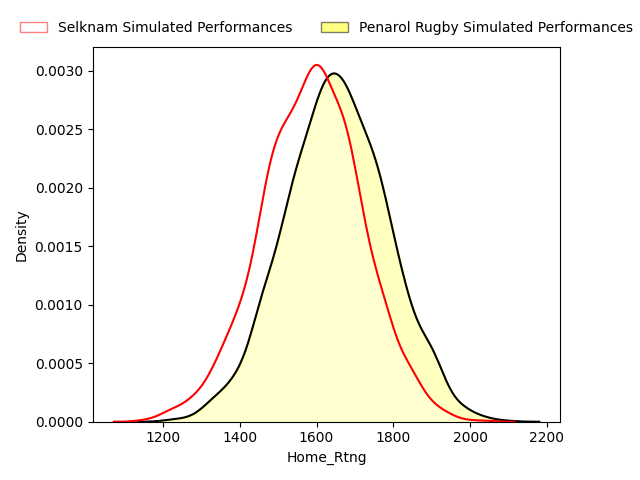 Selknam Simulated Performances
Penarol Rugby Simulated Performances
0.0030
0.0025
0.0020
0.0015
0.0010
0.0005
0.0000
Density
1200 1400 1600 1800 2000 2200
Home_Rtng